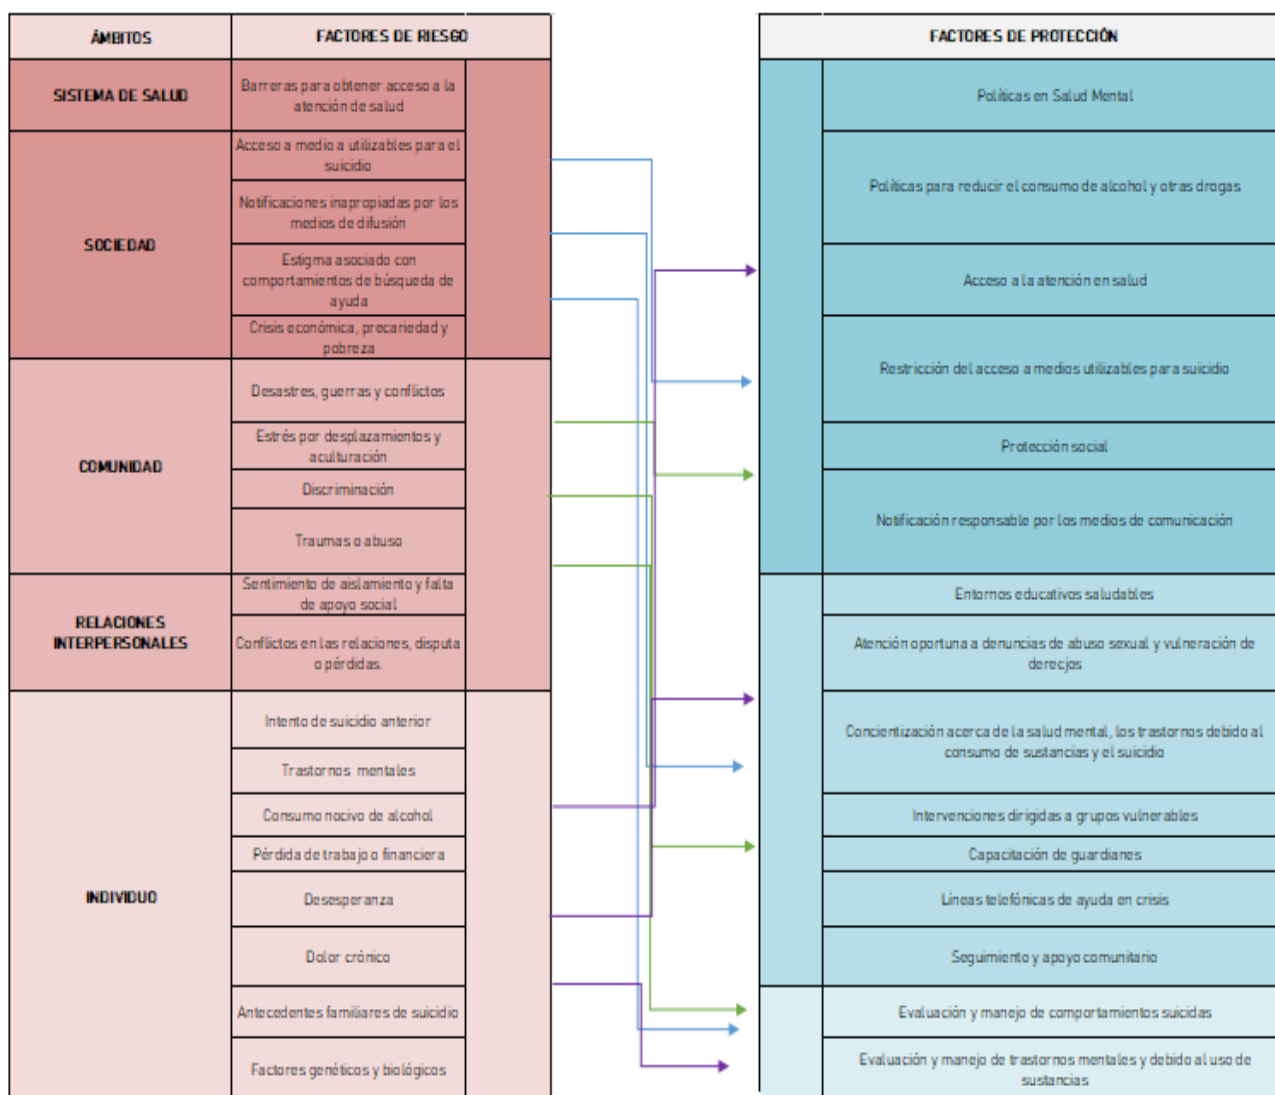 ÁMBITOS
FACTORES DE RIESGO
SISTEMA DE SALUD
Barreras para obtener acceso a la
atención de salud
SOCIEDAD
Acceso a medio a utilizables para el
suicidio
Notificaciones inapropiadas por los
medios de difusión
Estigma asociado con
comportamientos de búsqueda de
ayuda
Crisis económica, precariedad y
pobreza
COMUNIDAD
Desastres, guerras y conflictos
Estrés por desplazamientos y
aculturación
Discriminación
Traumas o abuso
RELACIONES
INTERPERSONALES
Sentimiento de aislamiento y falta
de apoyo social
Conflictos en las relaciones, disputa
o pérdidas.
INDIVIDUO
Intento de suicidio anterior
Trastornos mentales
Consumo nocivo de alcohol
Pérdida de trabajo o financiera
Desesperanza
Dolor crónico
Antecedentes familiares de suicidio
Factores genéticos y biológicos
FACTORES DE PROTECCIÓN
Políticas en Salud Mental
Políticas para reducir el consumo de alcohol y otras drogas
Acceso a la atención en salud
Restricción del acceso a medios utilizables para suicidio
Protección social
Notificación responsable por los medios de comunicación
Entornos educativos saludables
Atención oportuna a denuncias de abuso sexual y vulneración de
derecjos
Concientización acerca de la salud mental, los trastornos debido al
consumo de sustancias y el suicidio
Intervenciones dirigidas a grupos vulnerables
Capacitación de guardianes
Líneas telefónicas de ayuda en crisis
Seguimiento y apoyo comunitario
Evaluación y manejo de comportamientos suicidas
Evaluación y manejo de trastornos mentales y debido al uso de
sustancias